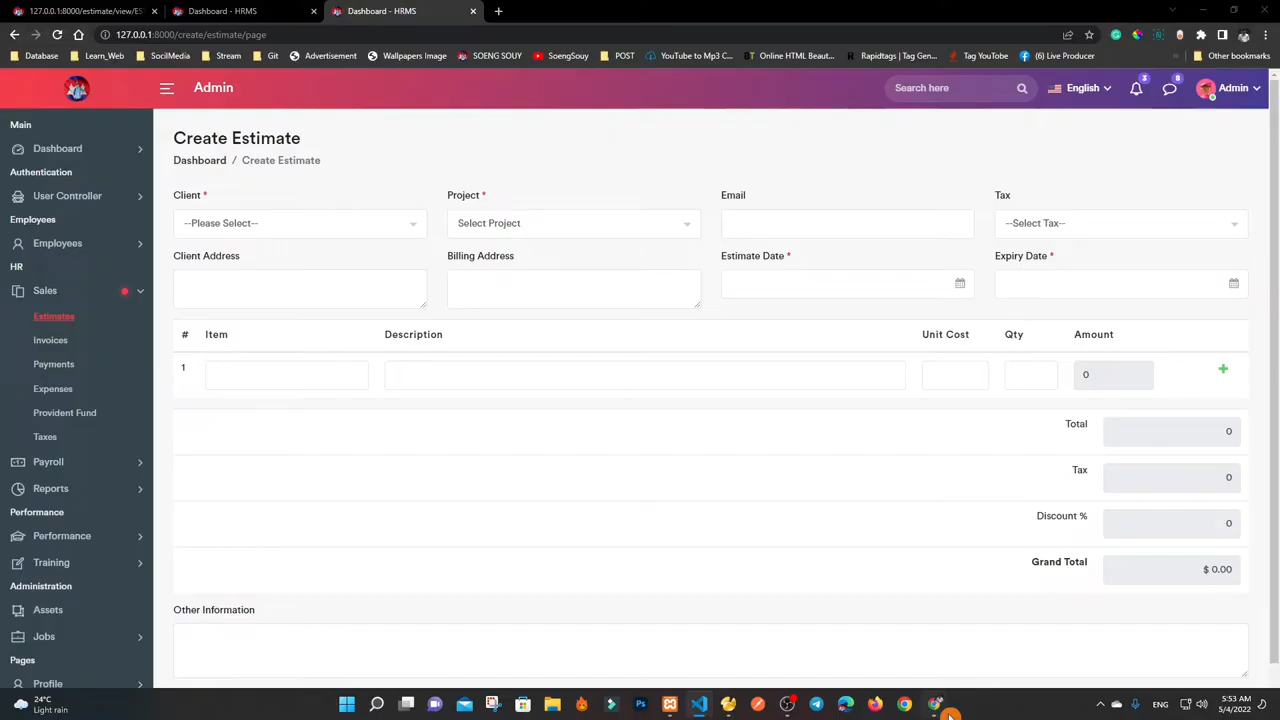 127.0.0.1:8000/estimate/view/ES
Dashboard - HRMS
Dashboard - HRMS
127.0.0.1:8000/create/estimate/page
Database
Learn_Web
SocilMedia
Stream
Git
Advertisement
Wallpapers Image
SOENG SOUY
SoengSouy
POST
YouTube to Mp3 C...
Online HTML Beaut...
Rapidtags | Tag Gen...
Tag YouTube
(1) Live Producer
Other bookmarks
Admin
Search here
English
3
8
Admin
Main
Dashboard
Authentication
User Controller
Employees
Employees
HR
Sales
Estimates
Invoices
Payments
Expenses
Provident Fund
Taxes
Payroll
Reports
Performance
Performance
Training
Administration
Assets
Jobs
Pages
Profile
Create Estimate
Dashboard / Create Estimate
Client *
Project *
Email
Tax
--Please Select--
Select Project
--Select Tax--
Client Address
Billing Address
Estimate Date *
Expiry Date *
# Item Description Unit Cost Qty Amount
1 0
Total 0
Tax 0
Discount % 0
Grand Total $ 0.00
Other Information
24°C
Light rain
ENG
5:53 AM
5/4/2022